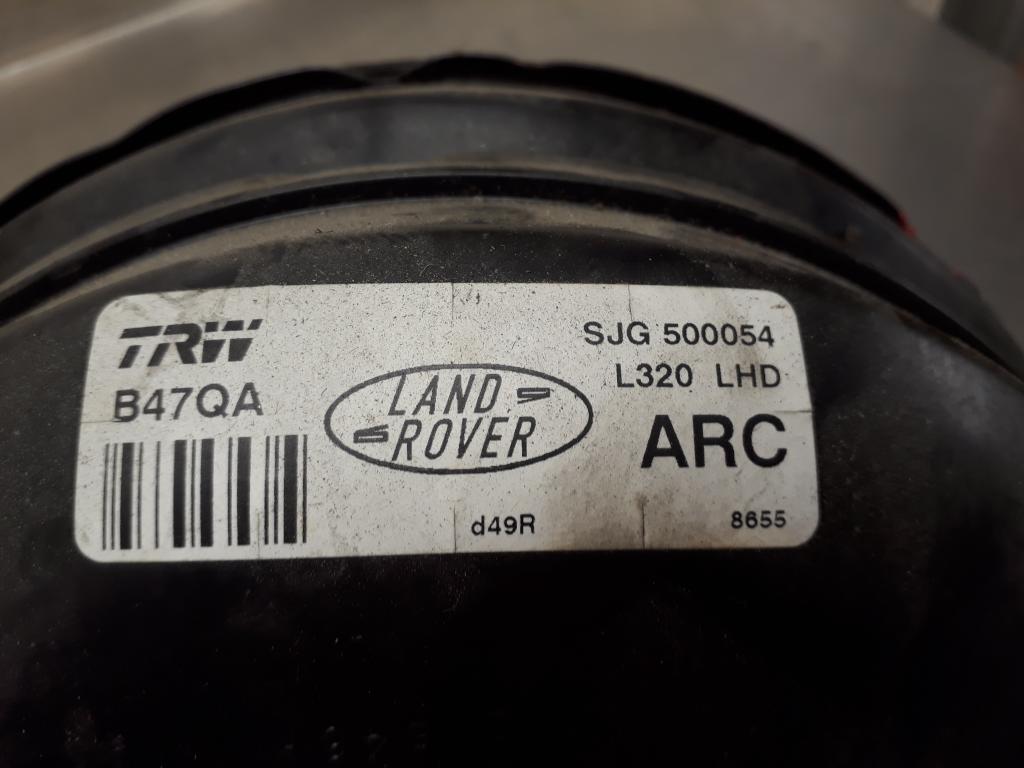 TRW
B47QA
LAND
ROVER
SJG 500054
L320 LHD
ARC
d49R
8655